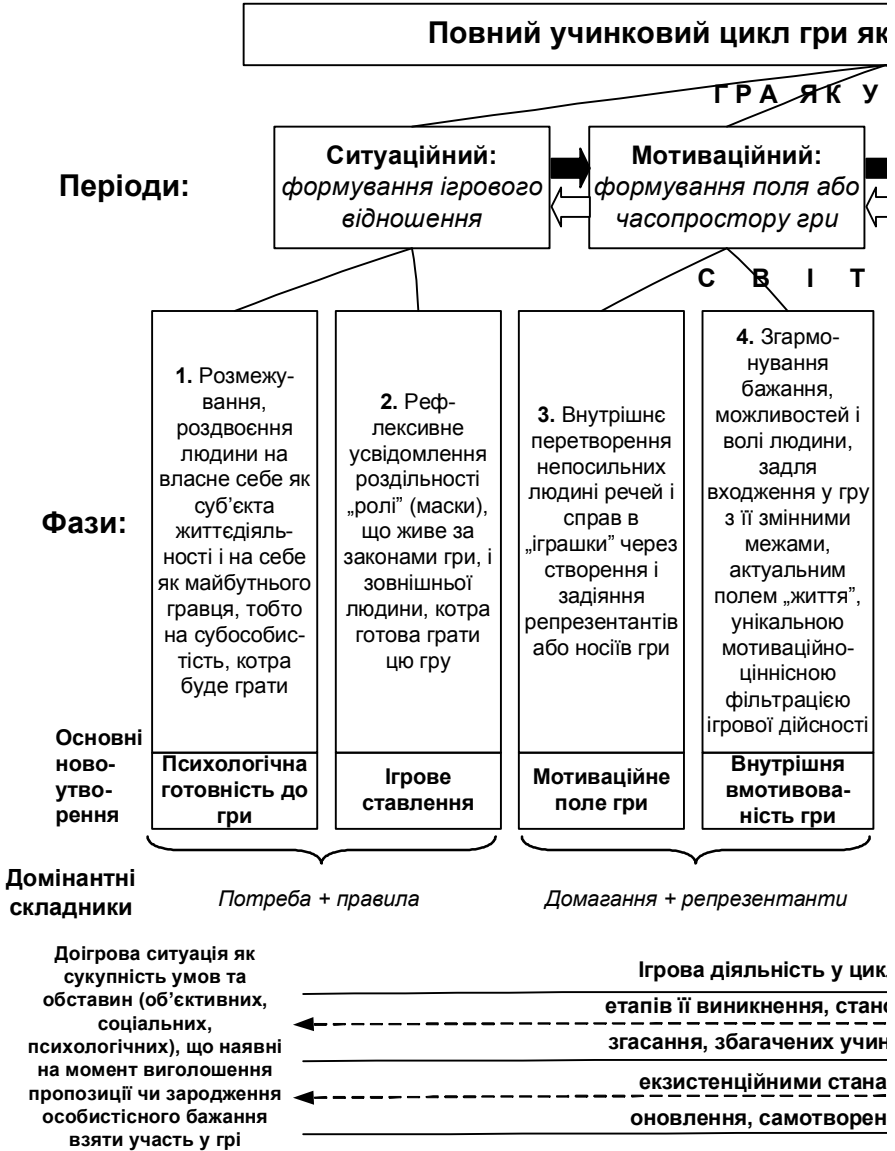 Повний учинковий цикл гри як
ГРА ЯК У
Періоди:
Ситуаційний:
формування ігрового
відношення
Мотиваційний:
формування поля або
часопростору гри
С В І Т
Фази:
1. Розмежу-
вання,
роздвоєння
людини на
власне себе як
суб’єкта
життєдіяль-
ності і на себе
як майбутнього
гравця, тобто
на субособис-
тість, котра
буде грати
2. Реф-
лексивне
усвідомлення
роздільності
„ролі” (маски),
що живе за
законами гри, і
зовнішньої
людини, котра
готова грати
цю гру
3. Внутрішнє
перетворення
непосильних
людині речей і
справ в
„іграшки” через
створення і
задіяння
репрезентантів
або носіїв гри
4. Згармо-
нування
бажання,
можливостей і
волі людини,
задля
входження у гру
з її змінними
межами,
актуальним
полем „життя”,
унікальною
мотиваційно-
ціннісною
фільтрацією
ігрової дійсності
Основні
ново-
утво-
рення
Психологічна
готовність до
гри
Ігрове
ставлення
Мотиваційне
поле гри
Внутрішня
вмотивова-
ність гри
Домінантні
складники
Потреба + правила
Домагання + репрезентанти
Доігрова ситуація як
сукупність умов та
обставин (об’єктивних,
соціальних,
психологічних), що наявні
на момент виголошення
пропозиції чи зародження
особистісного бажання
взяти участь у грі
Ігрова діяльність у цик
етапів її виникнення, стан
згасання, збагачених учин
екзистенційними стана
оновлення, самотворен